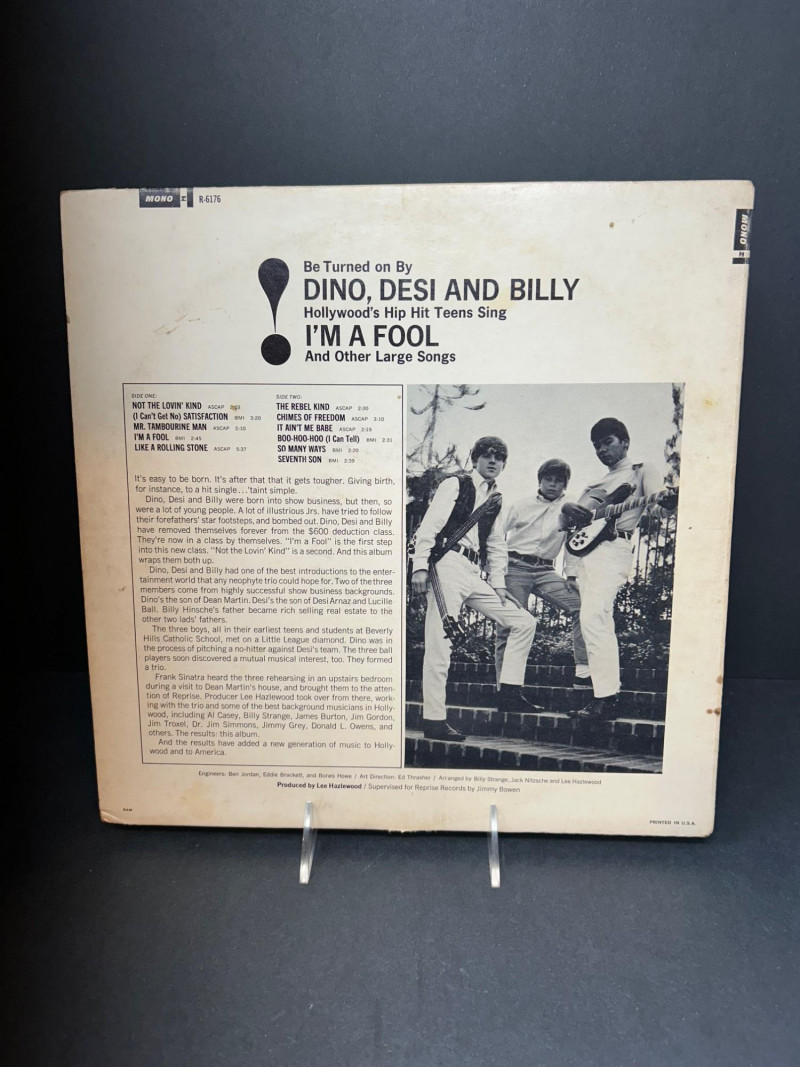 MONO
R-6176
MONO
Be Turned on By
DINO, DESI AND BILLY
Hollywood's Hip Hit Teens Sing
I'M A FOOL
And Other Large Songs
SIDE ONE:
NOT THE LOVIN' KIND ASCAP
(I Can't Get No) SATISFACTION BMI 3:20
MR. TAMBOURINE MAN ASCAP 2:10
I'M A FOOL BMI 2:45
LIKE A ROLLING STONE ASCAP 5:37
SIDE TWO:
THE REBEL KIND ASCAP 2:00
CHIMES OF FREEDOM ASCAP 3:10
IT AIN'T ME BABE ASCAP 2:19
BOO-HOO-HOO (I Can Tell) BMI 2:31
SO MANY WAYS BMI 2:20
SEVENTH SON BMI 2:39
It's easy to be born. It's after that that it gets tougher. Giving birth,
for instance, to a hit single...'taint simple.
Dino, Desi and Billy were born into show business, but then, so
were a lot of young people. A lot of illustrious Jrs. have tried to follow
their forefathers' star footsteps, and bombed out. Dino, Desi and Billy
have removed themselves forever from the $600 deduction class.
They're now in a class by themselves. "I'm a Fool" is the first step
into this new class. "Not the Lovin' Kind" is a second. And this album
wraps them both up.
Dino, Desi and Billy had one of the best introductions to the enter-
tainment world that any neophyte trio could hope for. Two of the three
members come from highly successful show business backgrounds.
Dino's the son of Dean Martin. Desi's the son of Desi Arnaz and Lucille
Ball. Billy Hinsche's father became rich selling real estate to the
other two lads' fathers.
The three boys, all in their earliest teens and students at Beverly
Hills Catholic School, met on a Little League diamond. Dino was in
the process of pitching a no-hitter against Desi's team. The three ball
players soon discovered a mutual musical interest, too. They formed
a trio.
Frank Sinatra heard the three rehearsing in an upstairs bedroom
during a visit to Dean Martin's house, and brought them to the atten-
tion of Reprise. Producer Lee Hazlewood took over from there, work-
ing with the trio and some of the best background musicians in Holly-
wood, including Al Casey, Billy Strange, James Burton, Jim Gordon,
Jim Troxel, Dr. Jim Simmons, Jimmy Grey, Donald L. Owens, and
others. The results: this album.
And the results have added a new generation of music to Holly-
wood and to America.
Engineers: Ben Jordan, Eddie Brackett, and Bones Howe / Art Direction: Ed Thrasher / Arranged by Billy Strange, Jack Nitzsche and Lee Hazlewood
Produced by Lee Hazlewood / Supervised for Reprise Records by Jimmy Bowen
PRINTED IN U.S.A.